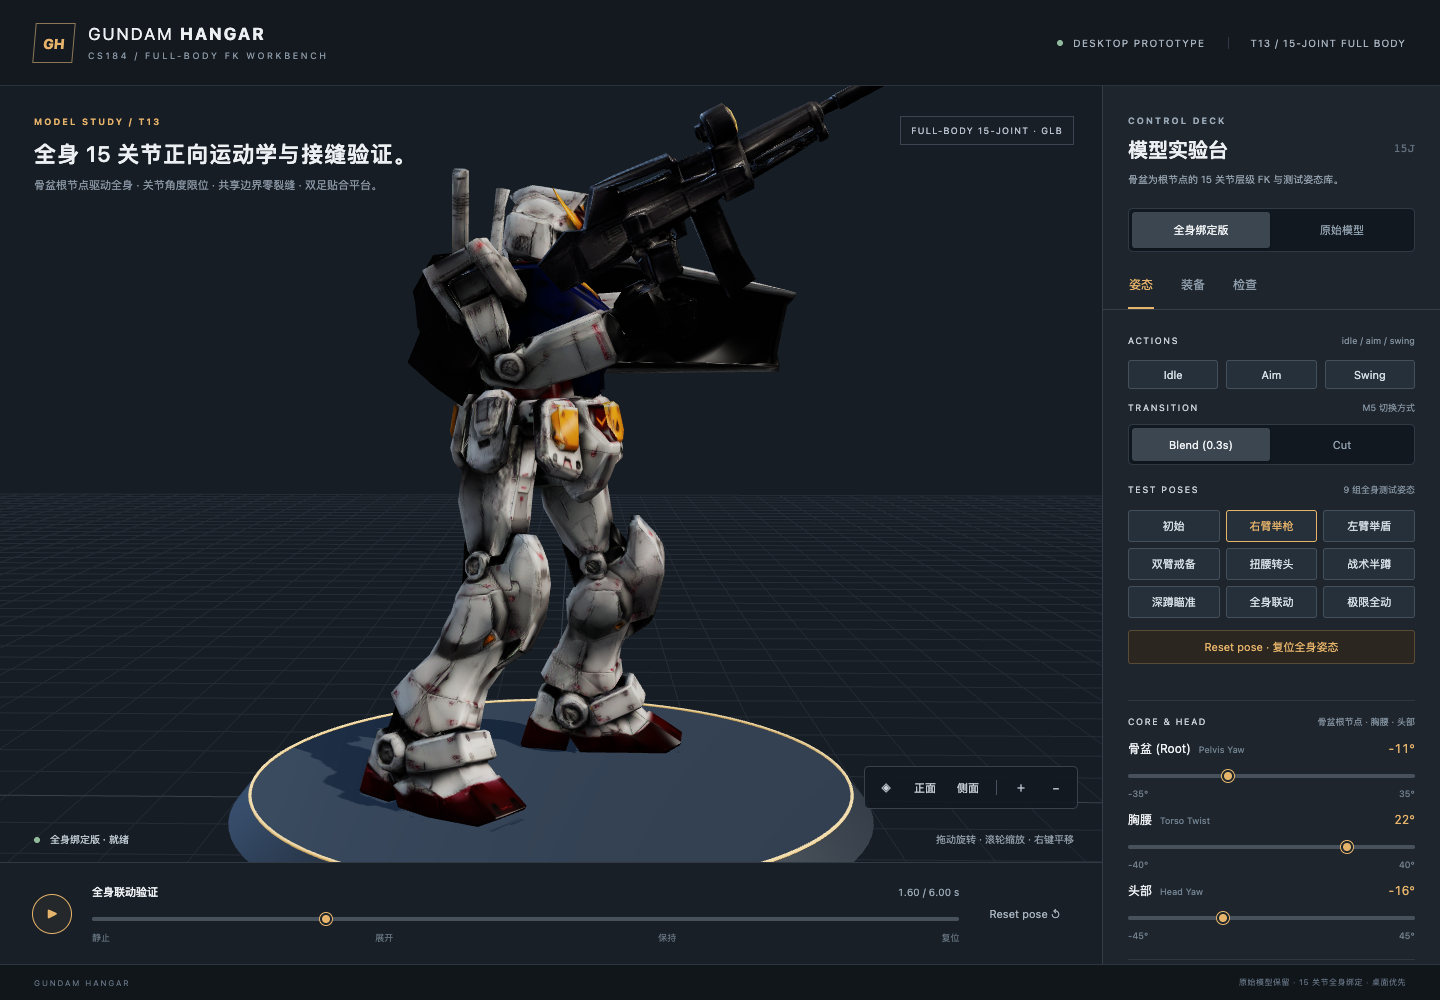 GH
GUNDAM HANGAR
CS184 / FULL-BODY FK WORKBENCH
DESKTOP PROTOTYPE
T13 / 15-JOINT FULL BODY
MODEL STUDY / T13
全身 15 关节正向运动学与接缝验证。
骨盆根节点驱动全身 · 关节角度限位 · 共享边界零裂缝 · 双足贴合平台。
FULL-BODY 15-JOINT · GLB
正面 侧面 + −
全身绑定版 · 就绪
拖动旋转 · 滚轮缩放 · 右键平移
全身联动验证
1.60 / 6.00 s
静止 展开 保持 复位
Reset pose ↺
CONTROL DECK
模型实验台
15J
骨盆为根节点的 15 关节层级 FK 与测试姿态库。
全身绑定版 原始模型
姿态 装备 检查
ACTIONS
idle / aim / swing
Idle Aim Swing
TRANSITION
M5 切换方式
Blend (0.3s) Cut
TEST POSES
9 组全身测试姿态
初始 右臂举枪 左臂举盾
双臂戒备 扭腰转头 战术半蹲
深蹲瞄准 全身联动 极限全动
Reset pose · 复位全身姿态
CORE & HEAD
骨盆根节点 · 胸腰 · 头部
骨盆 (Root) Pelvis Yaw -11°
-35° 35°
胸腰 Torso Twist 22°
-40° 40°
头部 Head Yaw -16°
-45° 45°
GUNDAM HANGAR
原始模型保留 · 15 关节全身绑定 · 桌面优先